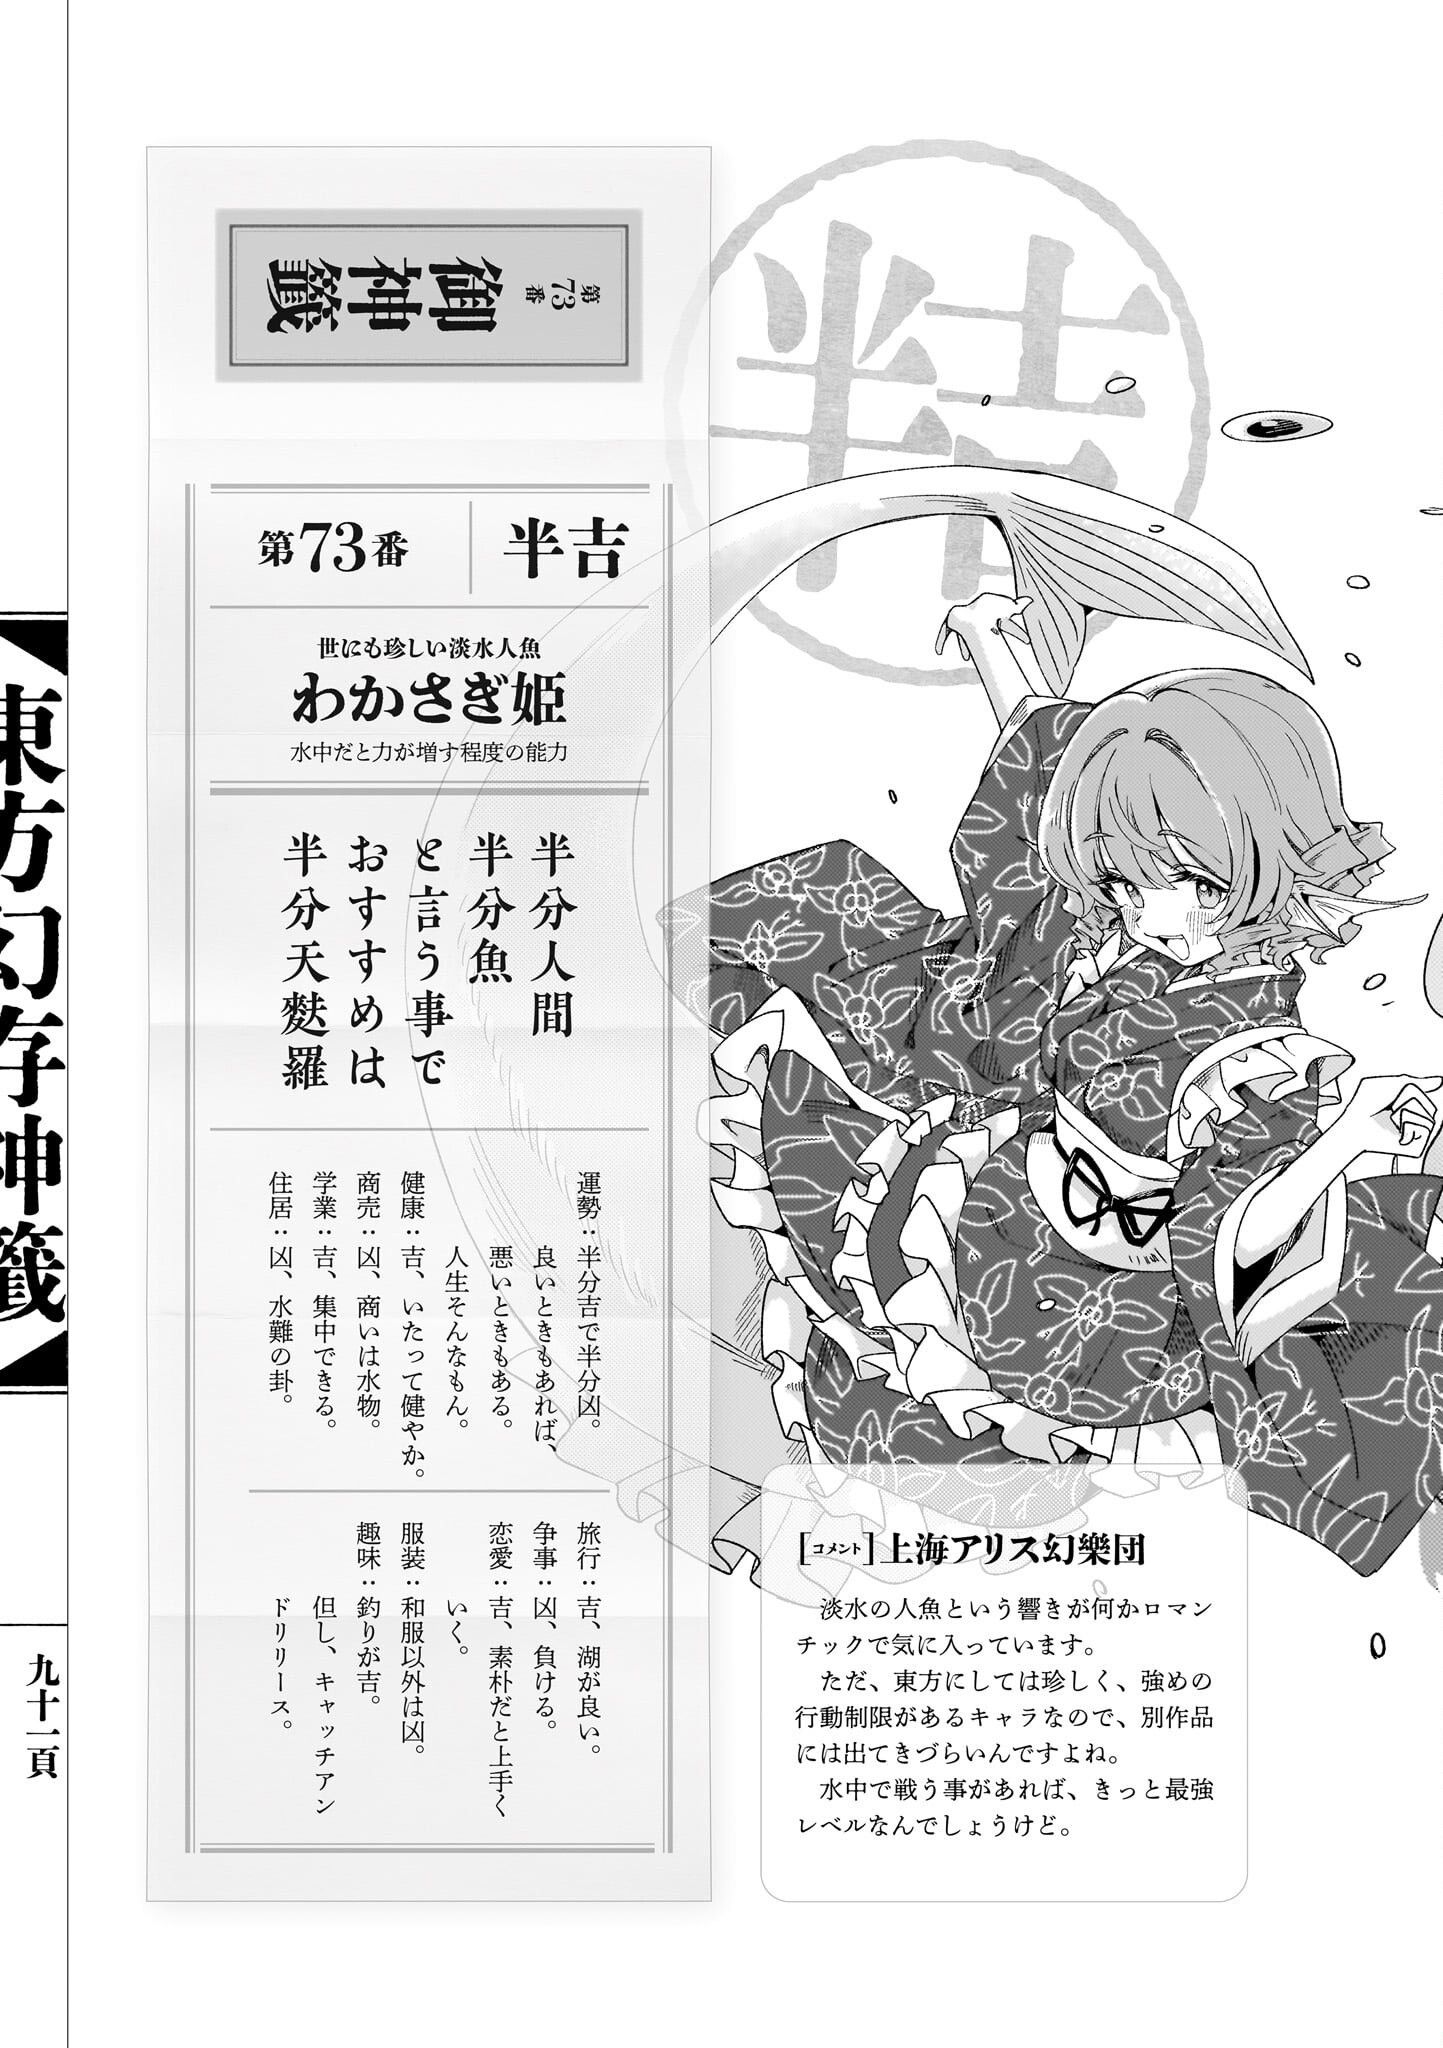 半吉
御神籤
第73番
半吉
第73番
世にも珍しい淡水人魚
わかさぎ姫
水中だと力が増す程度の能力
半分人間
半分魚
と言う事で
おすすめは
半分天麩羅
運勢：半分吉で半分凶。
良いときもあれば、
悪いときもある。
人生そんなもん。
健康：吉、いたって健やか。
商売：凶、商いは水物。
学業：吉、集中できる。
住居：凶、水難の卦。
旅行：吉、湖が良い。
争事：凶、負ける。
恋愛：吉、素朴だと上手く
いく。
服装：和服以外は凶。
趣味：釣りが吉。
但し、キャッチアン
ドリリース。
［コメント］上海アリス幻樂団
　淡水の人魚という響きが何かロマン
チックで気に入っています。
　ただ、東方にしては珍しく、強めの
行動制限があるキャラなので、別作品
には出てきづらいんですよね。
　水中で戦う事があれば、きっと最強
レベルなんでしょうけど。
東方幻存神籤
九十一頁